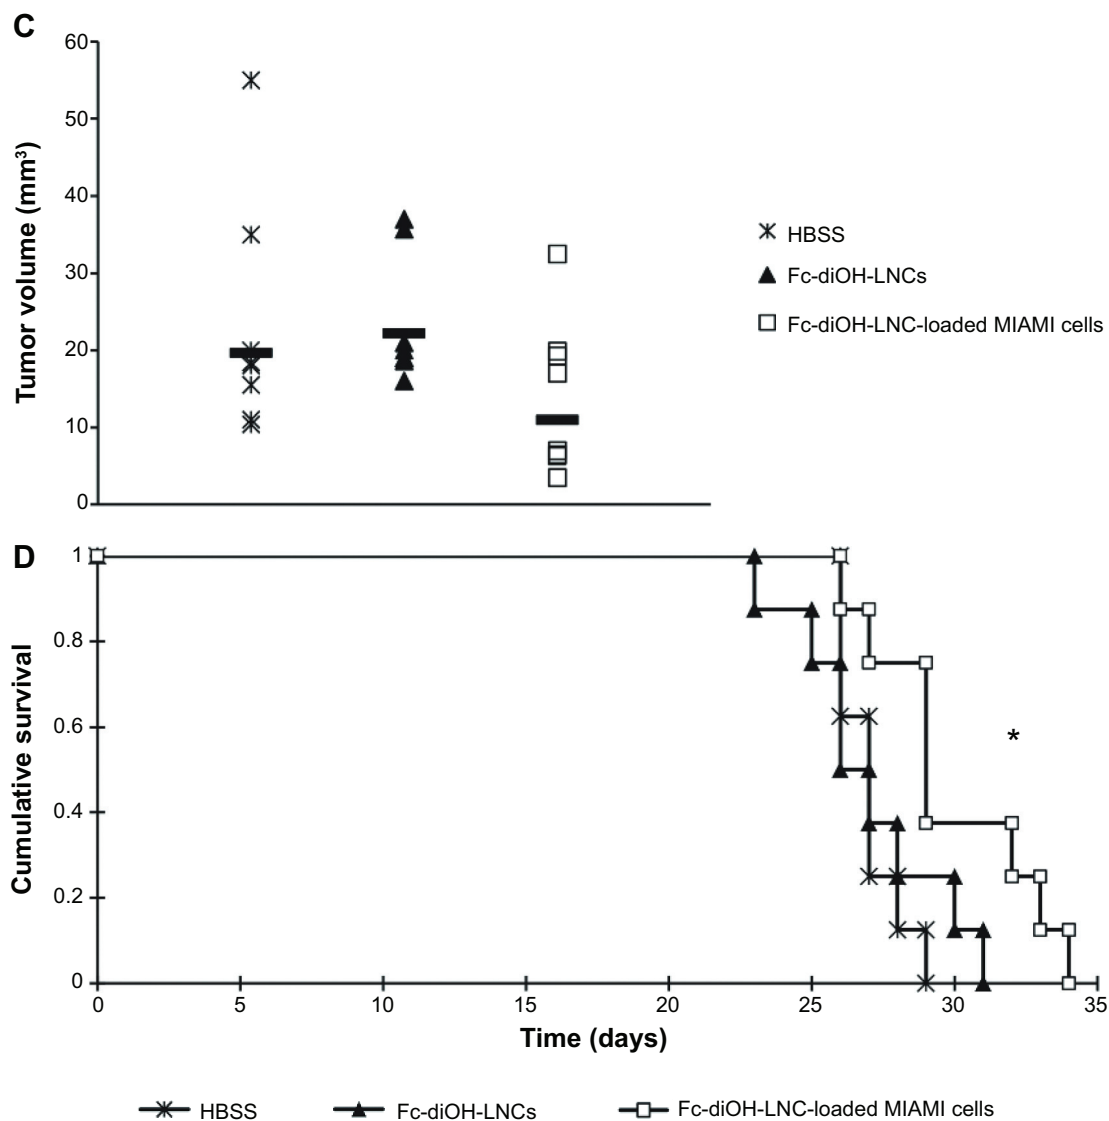 C
60
50
40
30
20
10
0
Tumor volume (mm³)
HBSS
Fc-diOH-LNCs
Fc-diOH-LNC-loaded MIAMI cells
D
1
0.8
0.6
0.4
0.2
0
Cumulative survival
*
0 5 10 15 20 25 30 35
Time (days)
HBSS Fc-diOH-LNCs Fc-diOH-LNC-loaded MIAMI cells